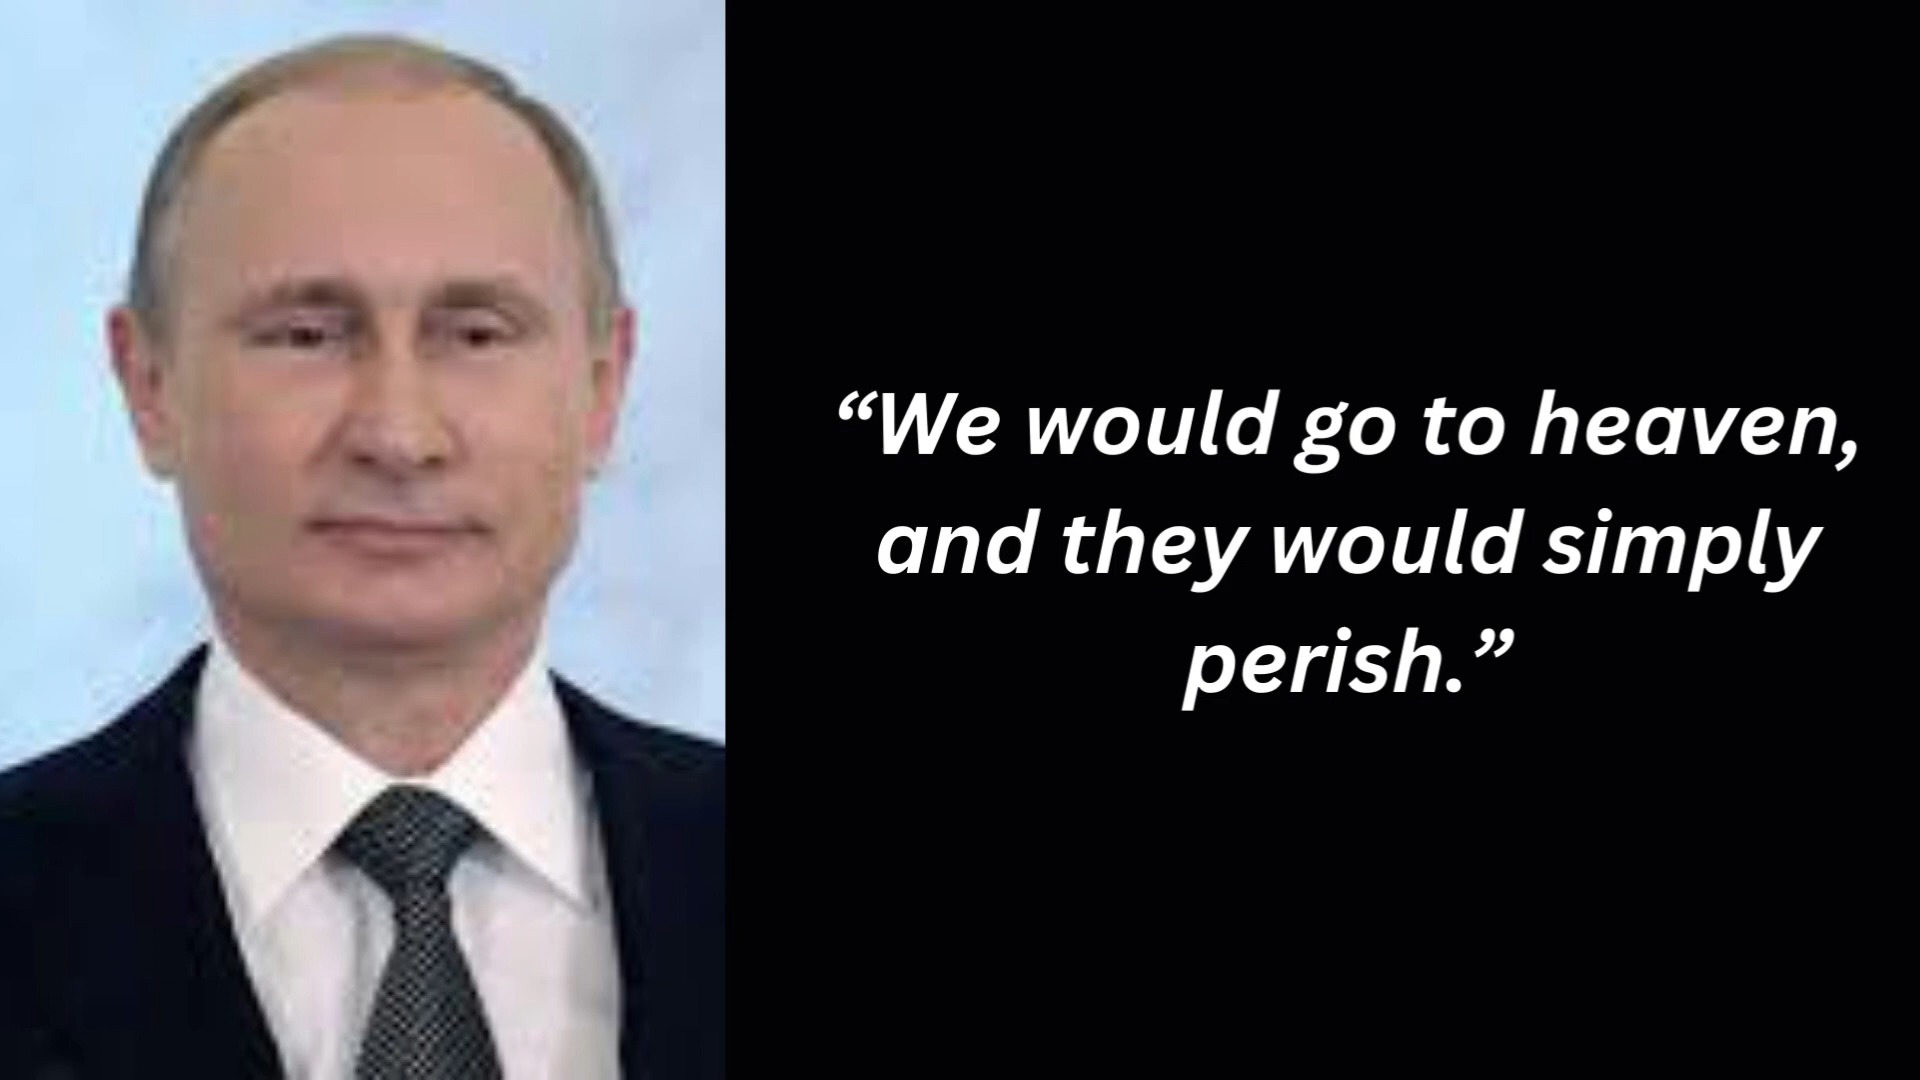 “We would go to heaven,
and they would simply
perish.”